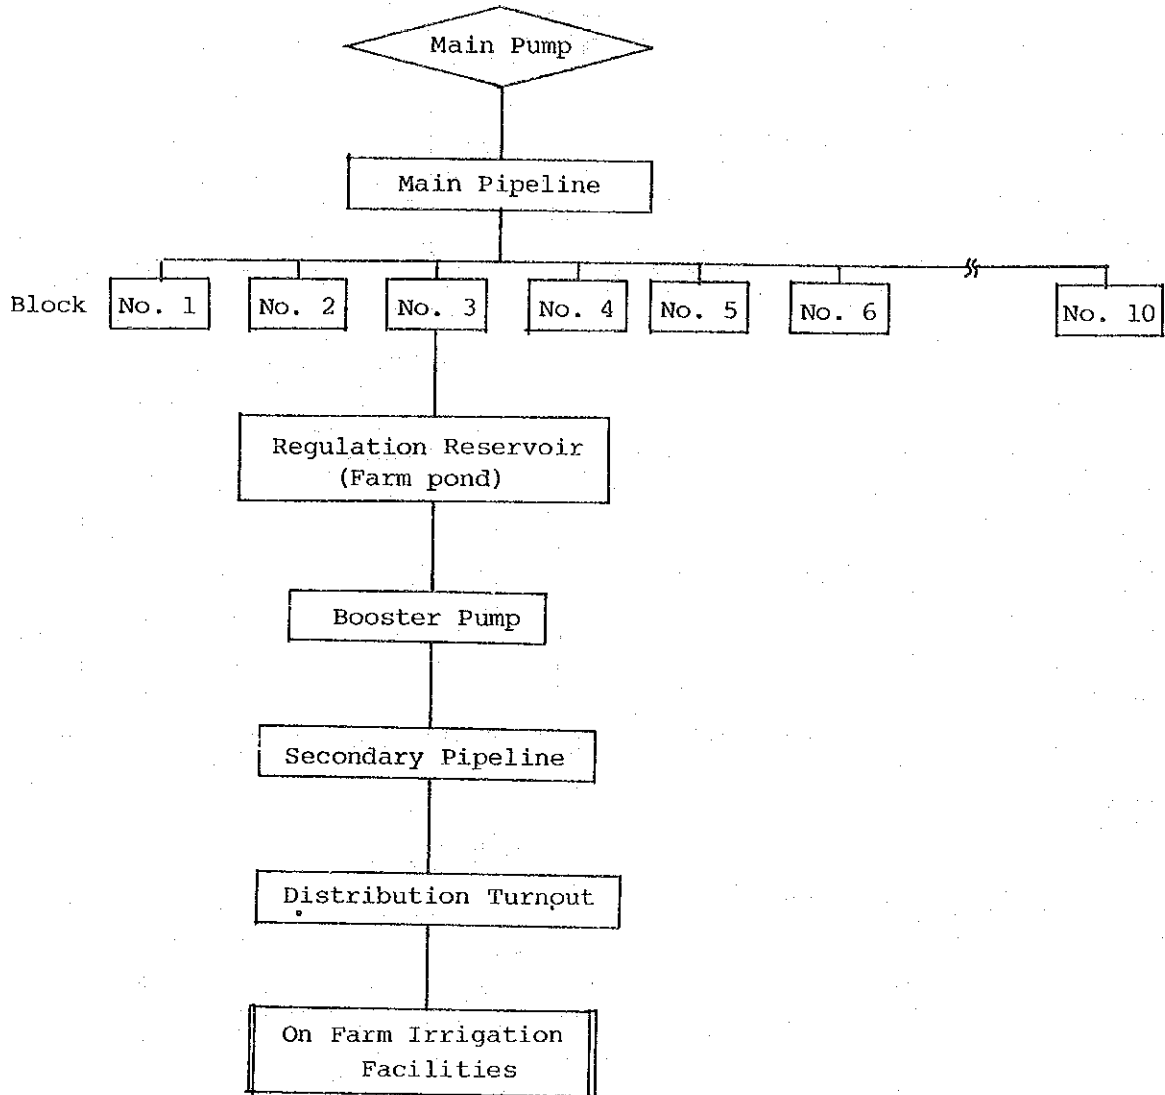 Main Pump
Main Pipeline
Block No. 1 No. 2 No. 3 No. 4 No. 5 No. 6 No. 10
Regulation Reservoir
(Farm pond)
Booster Pump
Secondary Pipeline
Distribution Turnout
On Farm Irrigation
Facilities